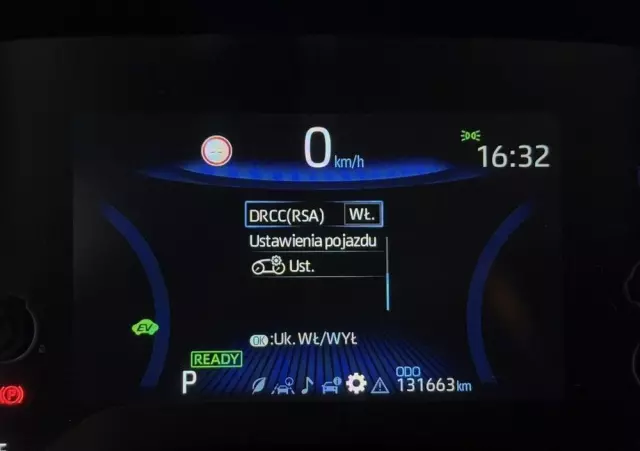 0 km/h
16:32
DRCC(RSA) WŁ.
Ustawienia pojazdu
Ust.
OK:Uk. WŁ/WYŁ
EV
READY
P
ODO
131663 km
P